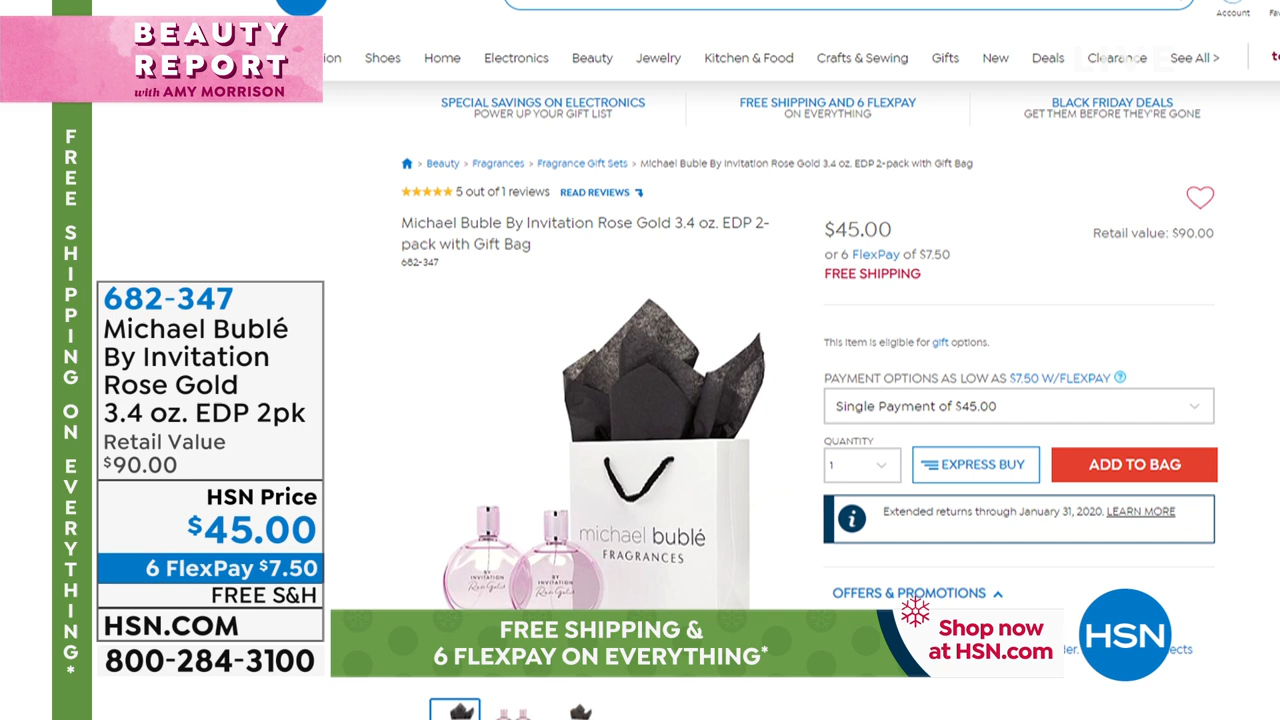 BEAUTY
REPORT
with AMY MORRISON
LIVE
FREE SHIPPING ON EVERYTHING*
Account
Shoes Home Electronics Beauty Jewelry Kitchen & Food Crafts & Sewing Gifts New Deals Clearance See All >
SPECIAL SAVINGS ON ELECTRONICS
POWER UP YOUR GIFT LIST
FREE SHIPPING AND 6 FLEXPAY
ON EVERYTHING
BLACK FRIDAY DEALS
GET THEM BEFORE THEY'RE GONE
> Beauty > Fragrances > Fragrance Gift Sets > Michael Buble By Invitation Rose Gold 3.4 oz. EDP 2-pack with Gift Bag
5 out of 1 reviews READ REVIEWS
Michael Buble By Invitation Rose Gold 3.4 oz. EDP 2-
pack with Gift Bag
682-347
$45.00
Retail value: $90.00
or 6 FlexPay of $7.50
FREE SHIPPING
This item is eligible for gift options.
PAYMENT OPTIONS AS LOW AS $7.50 W/FLEXPAY ?
Single Payment of $45.00
QUANTITY
1
EXPRESS BUY
ADD TO BAG
i
Extended returns through January 31, 2020. LEARN MORE
OFFERS & PROMOTIONS
michael bublé
FRAGRANCES
BY
INVITATION
Rose Gold
BY
INVITATION
Rose Gold
682-347
Michael Bublé
By Invitation
Rose Gold
3.4 oz. EDP 2pk
Retail Value
$90.00
HSN Price
$45.00
6 FlexPay $7.50
FREE S&H
HSN.COM
800-284-3100
FREE SHIPPING &
6 FLEXPAY ON EVERYTHING*
Shop now
at HSN.com
HSN